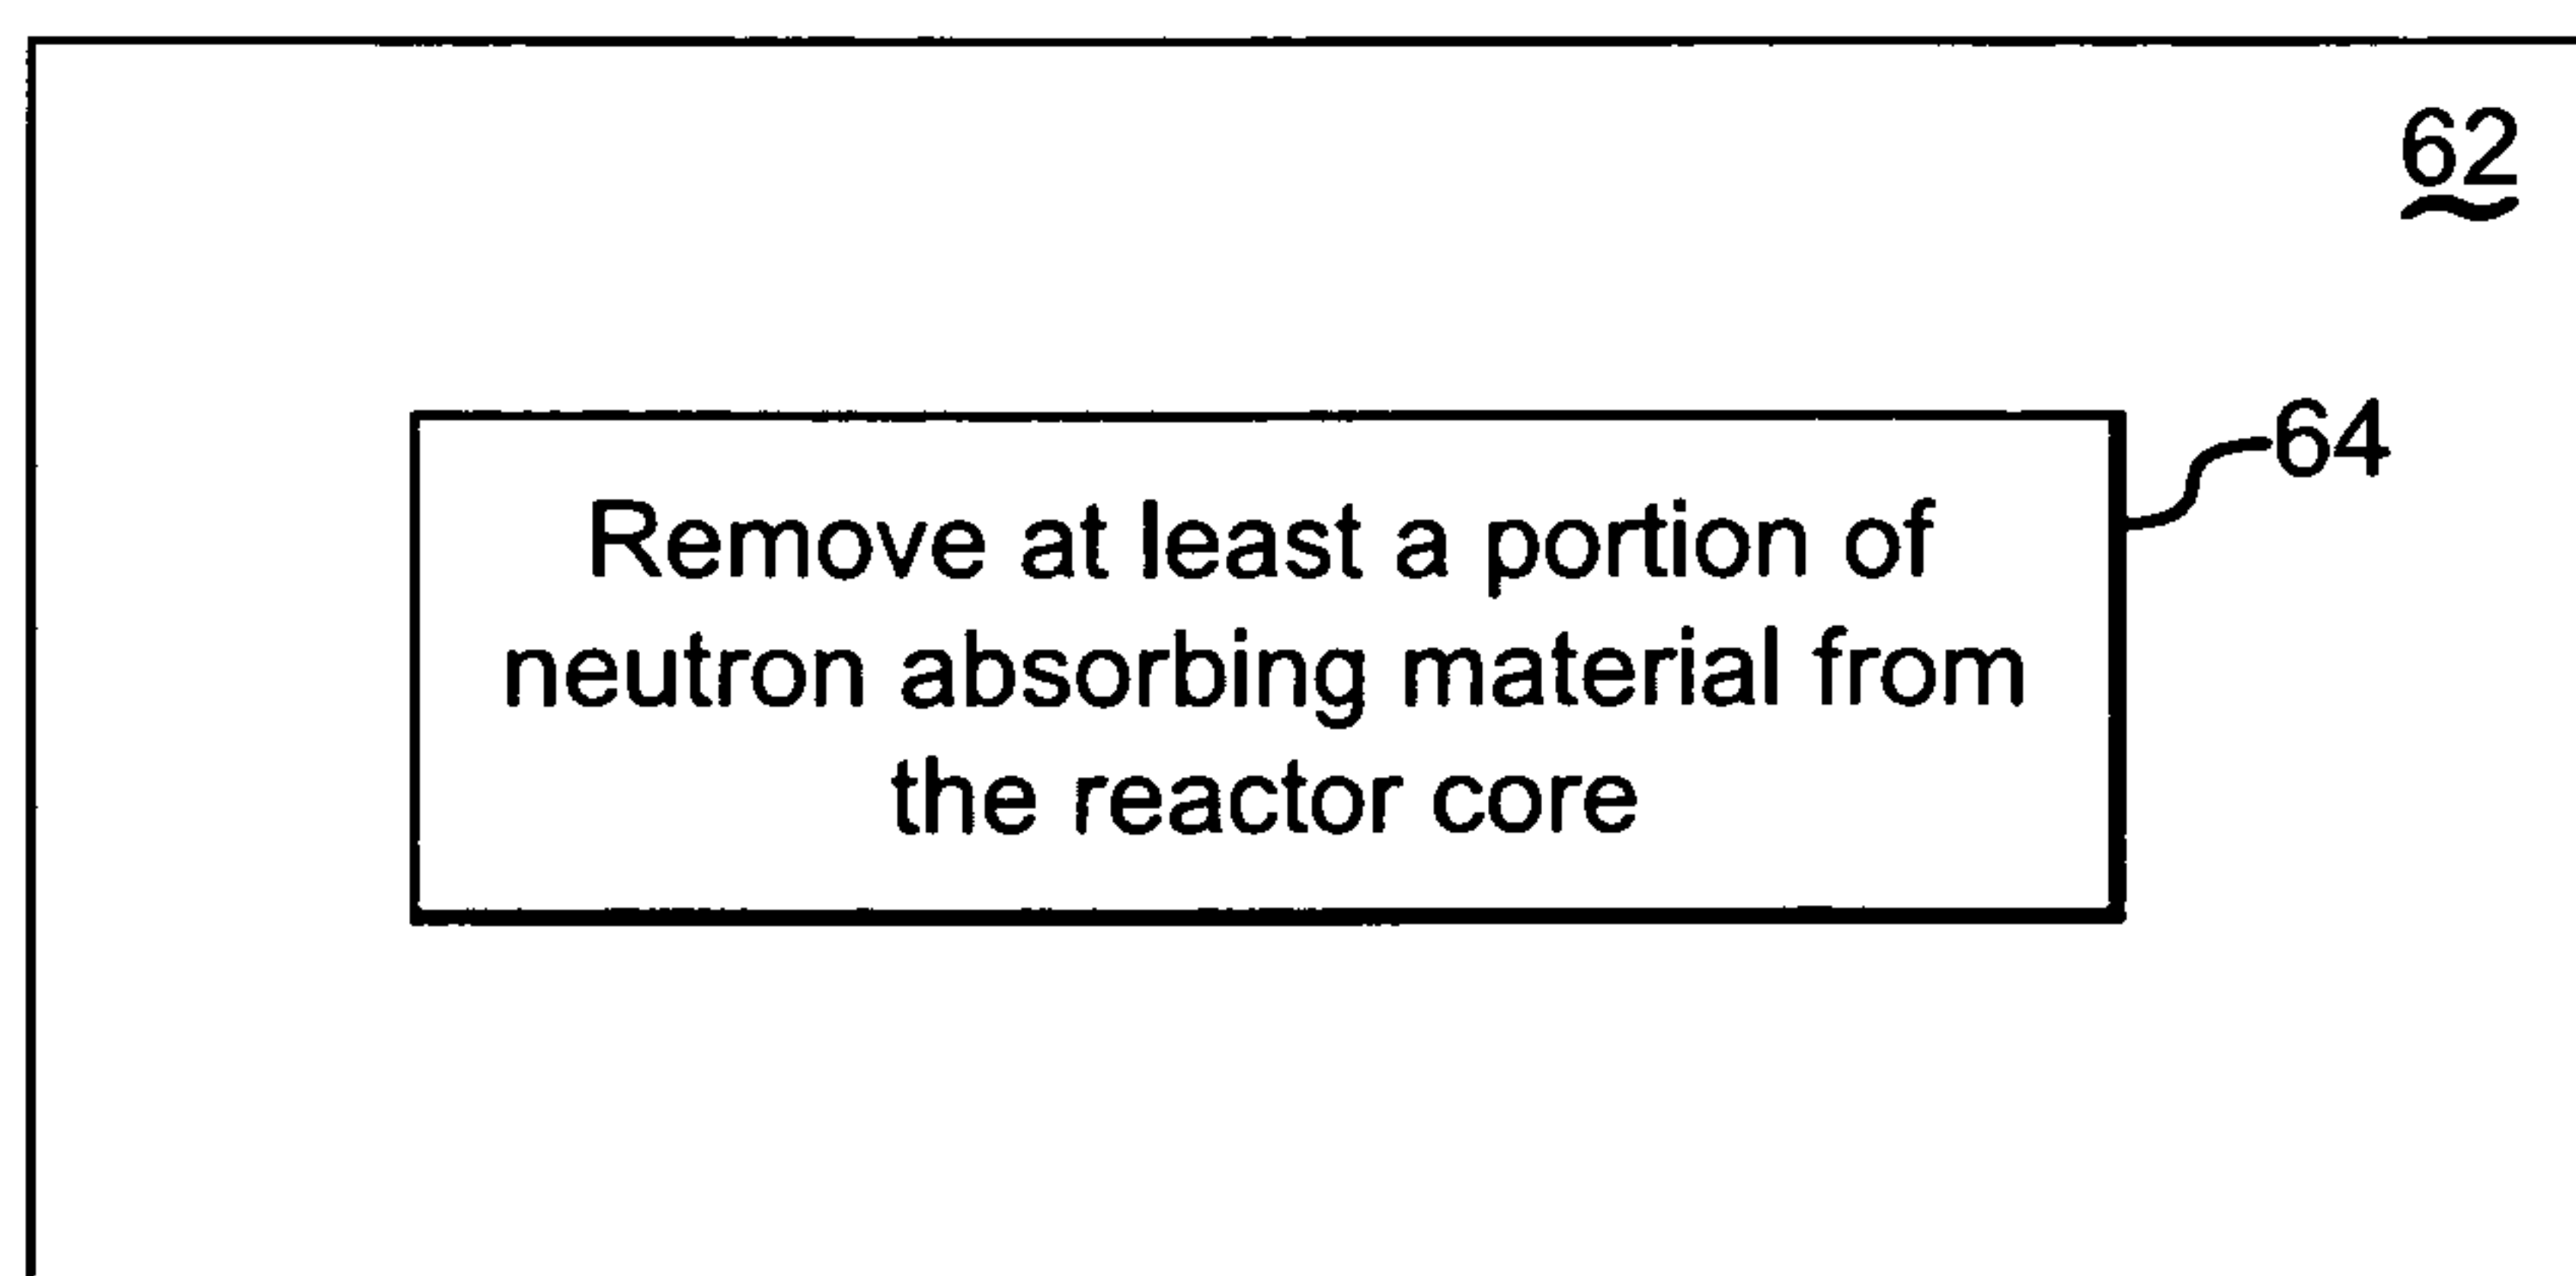 62
64
Remove at least a portion of
neutron absorbing material from
the reactor core